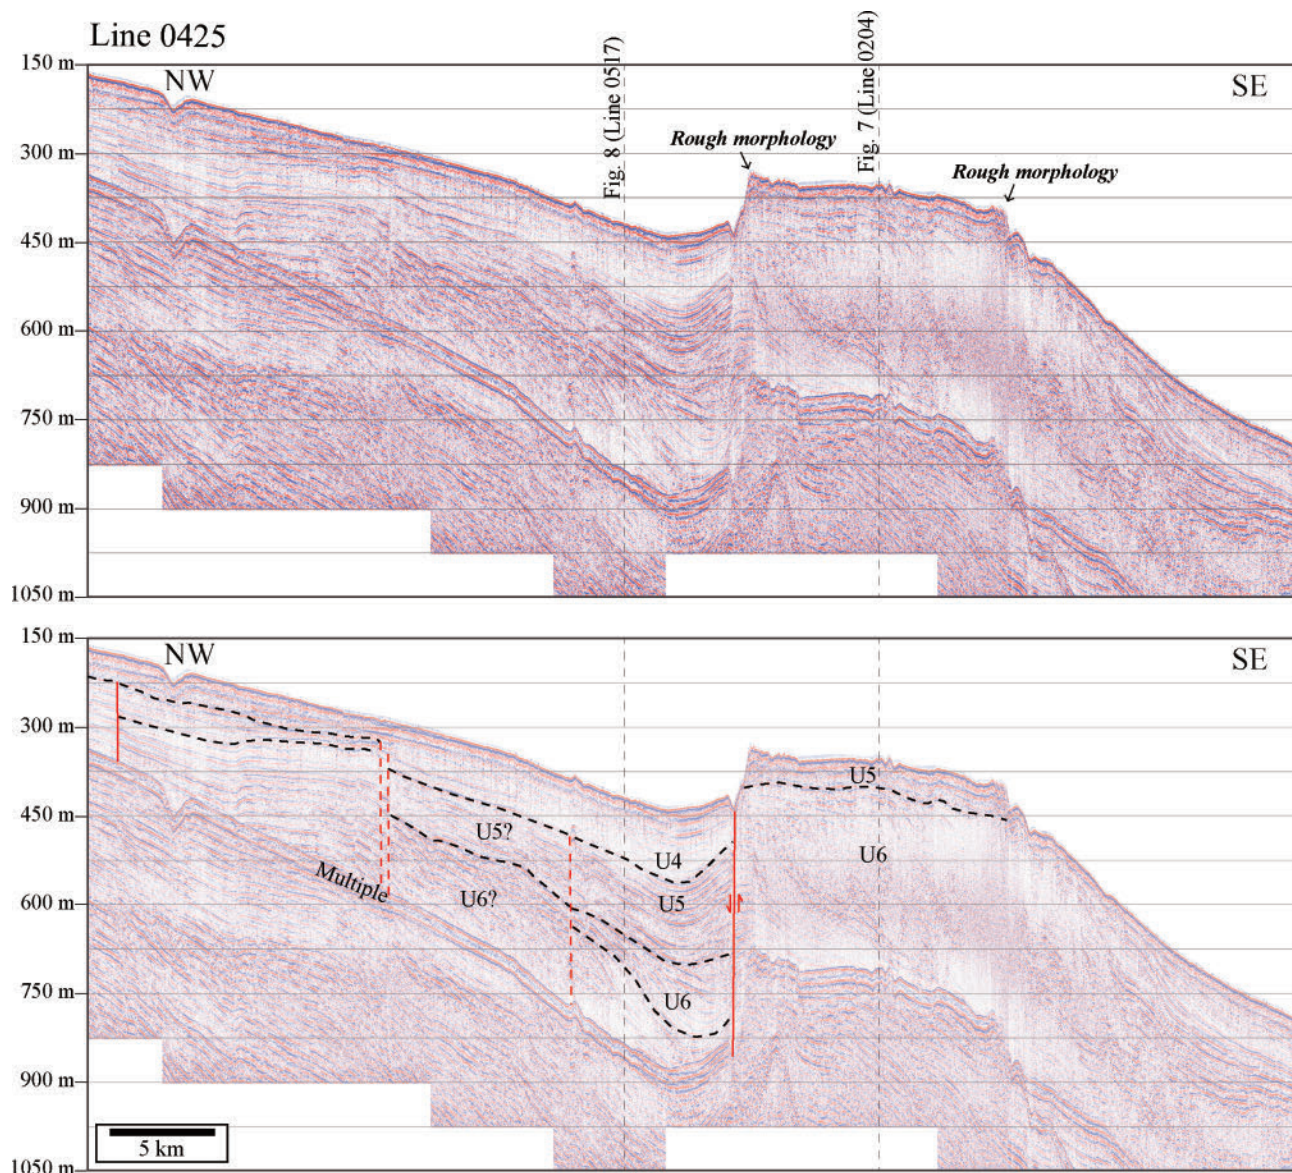 Line 0425
Fig. 8 (Line 0517)
Fig. 7 (Line 0204)
150 m
NW
SE
Rough morphology
Rough morphology
300 m
450 m
600 m
750 m
900 m
1050 m
150 m
NW
SE
300 m
450 m
600 m
750 m
900 m
1050 m
U5
U5?
U4
U6
U6?
U5
Multiple
U6
5 km